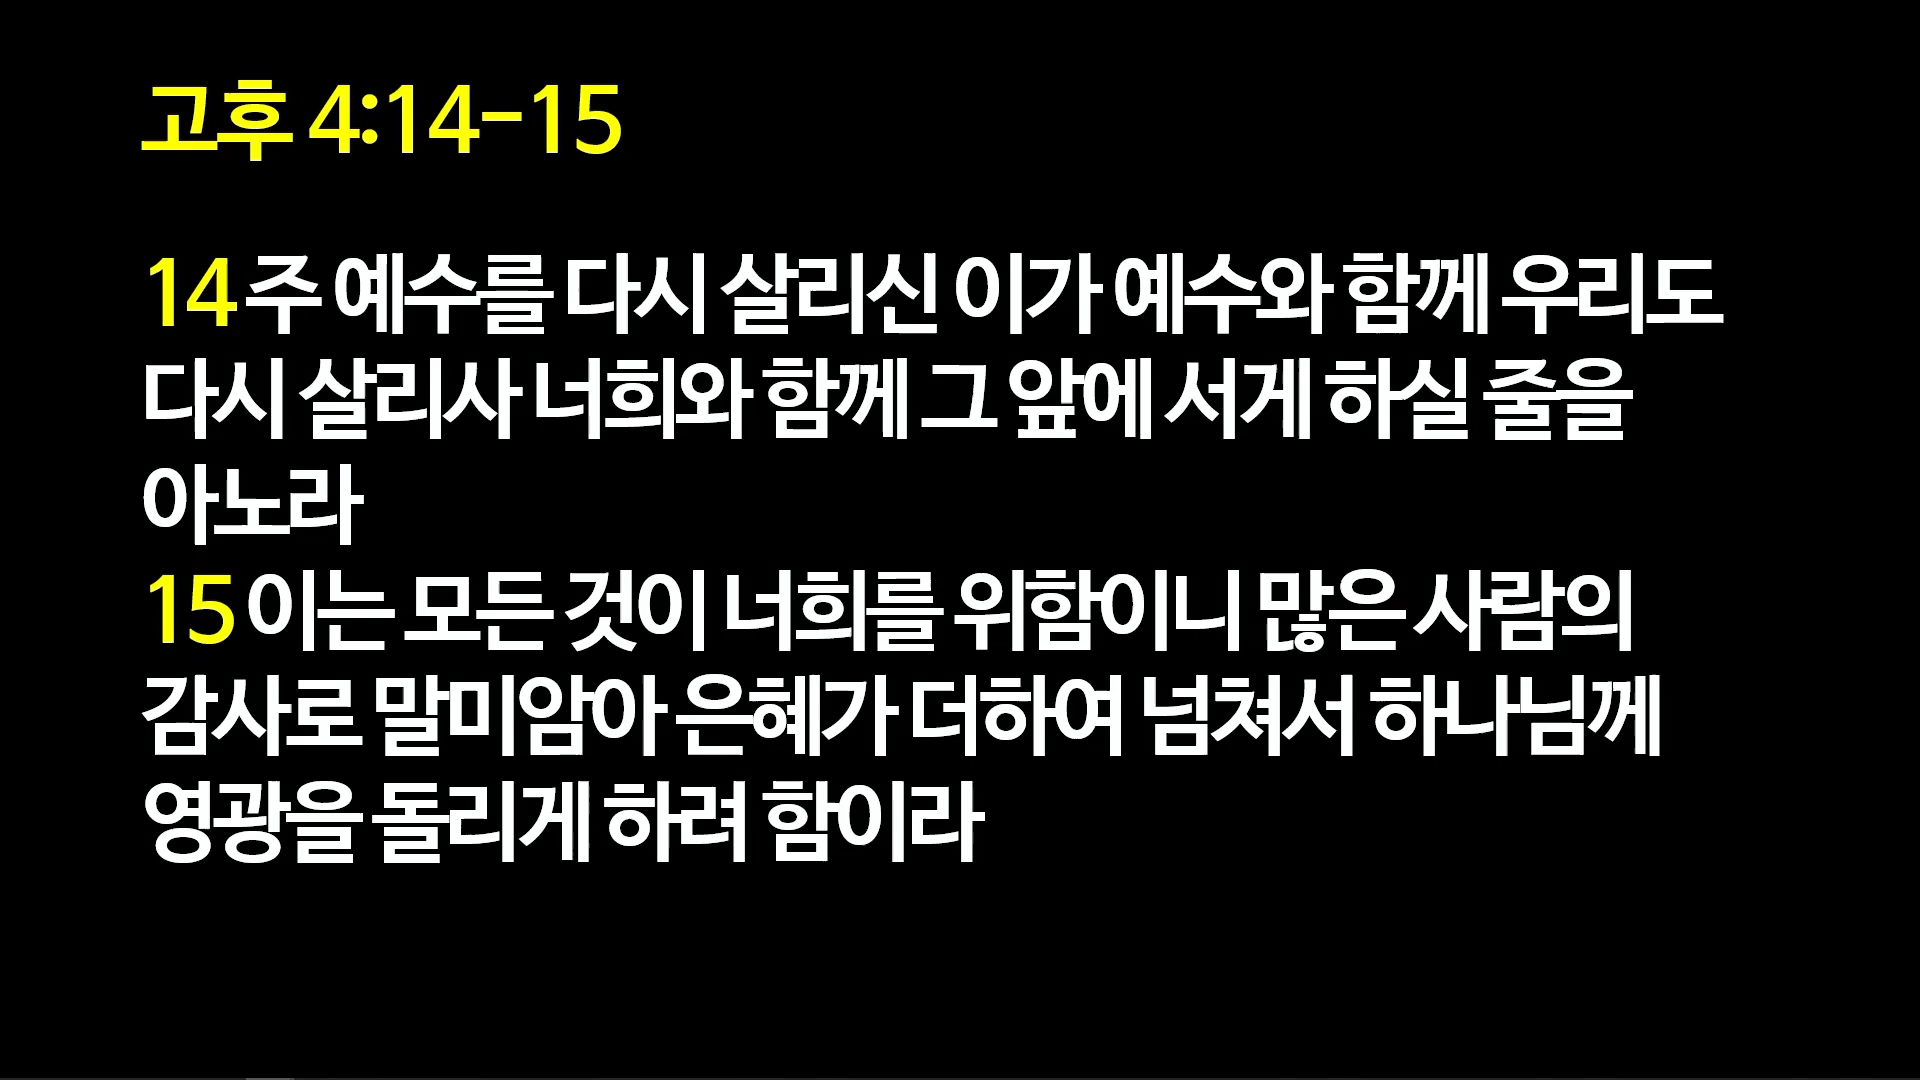 고후 4:14-15
14 주 예수를 다시 살리신 이가 예수와 함께 우리도
다시 살리사 너희와 함께 그 앞에 서게 하실 줄을
아노라
15 이는 모든 것이 너희를 위함이니 많은 사람의
감사로 말미암아 은혜가 더하여 넘쳐서 하나님께
영광을 돌리게 하려 함이라